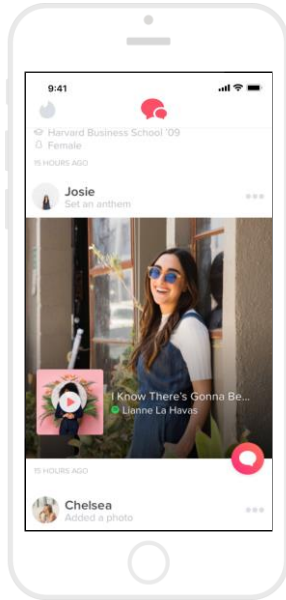 9:41
Harvard Business School '09
Female
15 HOURS AGO
Josie
Set an anthem
I Know There's Gonna Be...
Lianne La Havas
15 HOURS AGO
Chelsea
Added a photo